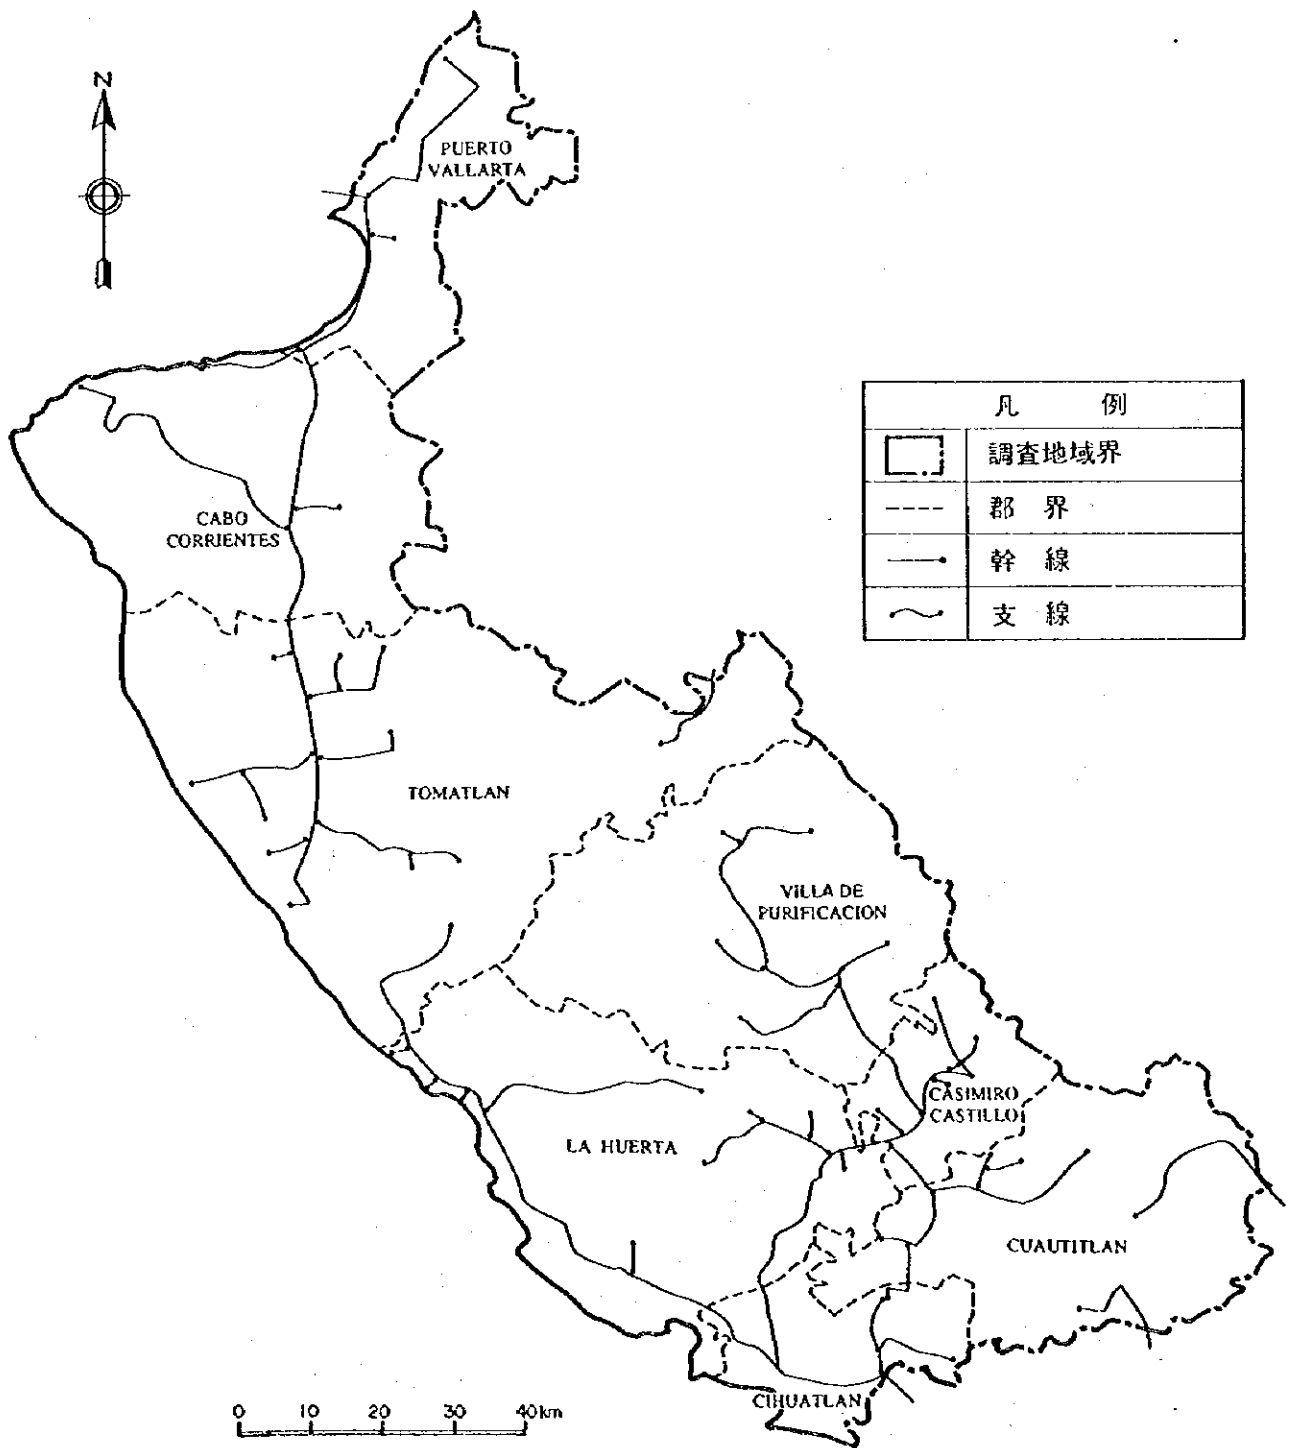 N
PUERTO
VALLARTA
凡 例
調査地域界
郡 界
幹 線
支 線
CABO
CORRIENTES
TOMATLAN
VILLA DE
PURIFICACION
CASIMIRO
CASTILLO
LA HUERTA
CUAUTITLAN
CIHUATLAN
0 10 20 30 40km